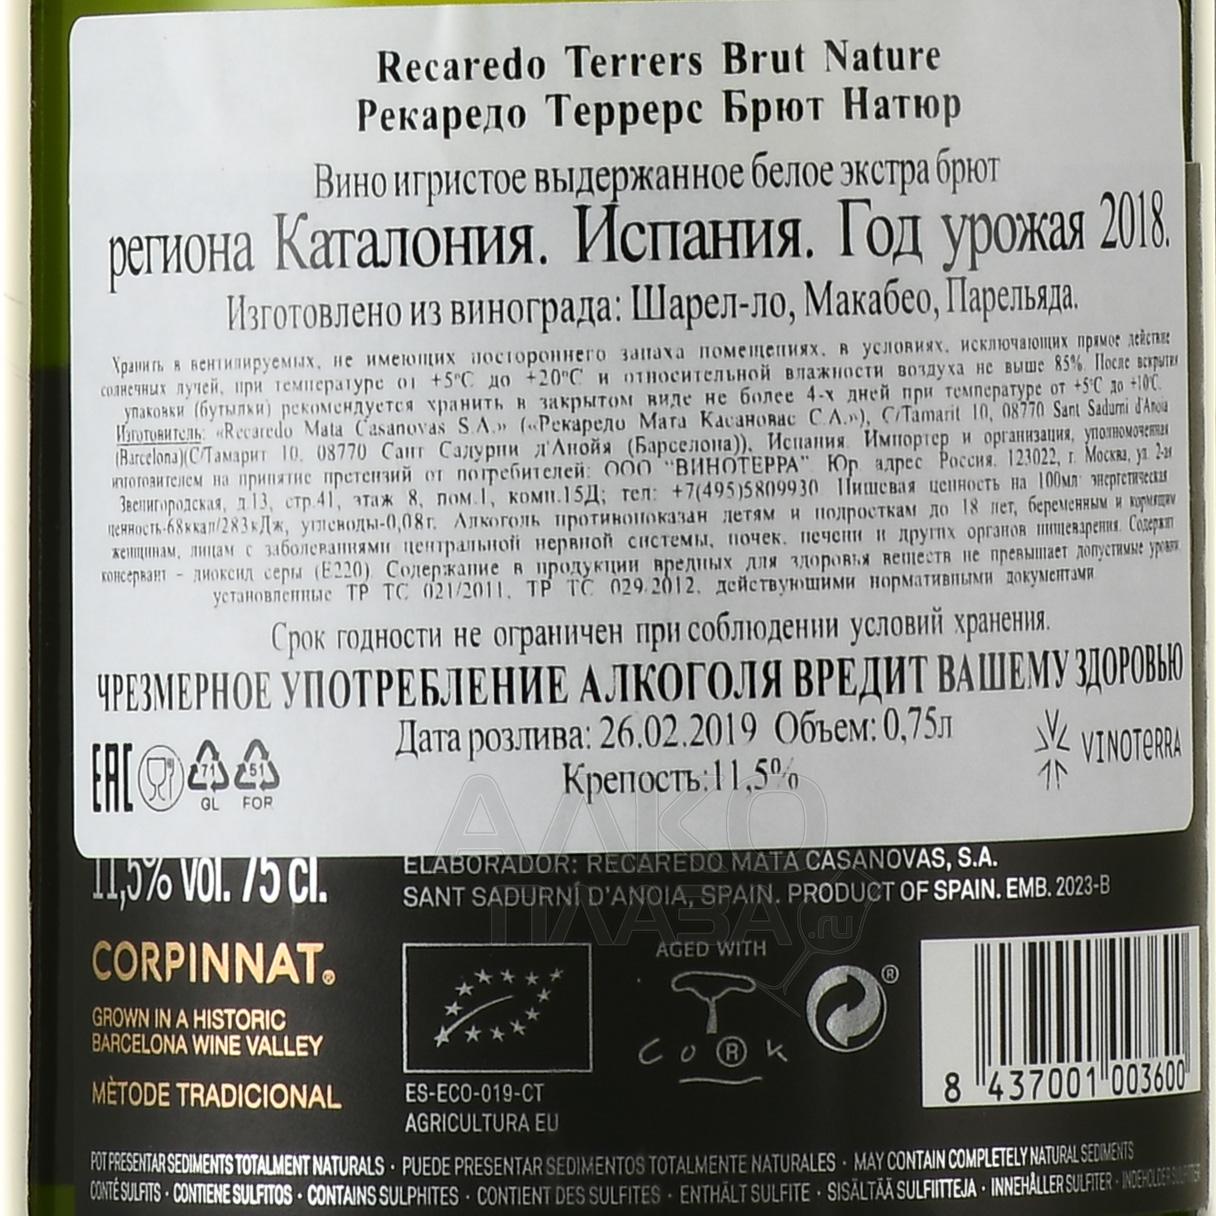 Recaredo Terrers Brut Nature
Рекаредо Террерс Брют Натюр
Вино игристое выдержанное белое экстра брют
региона Каталония. Испания. Год урожая 2018.
Изготовлено из винограда: Шарел-ло, Макабео, Парельяда.
Хранить в вентилируемых, не имеющих постороннего запаха помещениях, в условиях, исключающих прямое действие
солнечных лучей, при температуре от +5°С до +20°С и относительной влажности воздуха не выше 85%. После вскрытия
упаковки (бутылки) рекомендуется хранить в закрытом виде не более 4-х дней при температуре от +5°С до +10°С.
Изготовитель: «Recaredo Mata Casanovas S.A.» («Рекаредо Мата Касановас С.А.»), C/Tamarit 10, 08770 Sant Sadurni d'Anoia
(Barcelona)(С/Тамарит 10, 08770 Сант Садурни д'Анойя (Барселона)), Испания. Импортер и организация, уполномоченная
изготовителем на принятие претензий от потребителей: ООО "ВИНОТЕРРА" Юр адрес Россия, 123022, г. Москва, ул. 2-ая
Звенигородская, д.13, стр.41, этаж 8, пом.1, комн.15Д; тел: +7(495)5809930 Пищевая ценность на 100мл: энергетическая
ценность-68ккал/283кДж, углеводы-0,08г. Алкоголь противопоказан детям и подросткам до 18 лет, беременным и кормящим
женщинам, лицам с заболеваниями центральной нервной системы, почек, печени и других органов пищеварения. Содержит
консервант – диоксид серы (Е220) Содержание в продукции вредных для здоровья веществ не превышает допустимые уровни,
установленные ТР ТС 021/2011, ТР ТС 029.2012, действующими нормативными документами
Срок годности не ограничен при соблюдении условий хранения.
ЧРЕЗМЕРНОЕ УПОТРЕБЛЕНИЕ АЛКОГОЛЯ ВРЕДИТ ВАШЕМУ ЗДОРОВЬЮ
Дата розлива: 26.02.2019 Объем: 0,75л
Крепость:11,5%
EAC
71
GL
51
FOR
VINOTERRA
АЛКО
ПЛАЗА.ru
11,5% vol. 75 cl.
ELABORADOR: RECAREDO MATA CASANOVAS, S.A.
SANT SADURNÍ D'ANOIA, SPAIN. PRODUCT OF SPAIN. EMB. 2023-B
CORPINNAT®
GROWN IN A HISTORIC
BARCELONA WINE VALLEY
MÈTODE TRADICIONAL
ES-ECO-019-CT
AGRICULTURA EU
AGED WITH
CORK
®
8 437001 003600
POT PRESENTAR SEDIMENTS TOTALMENT NATURALS · PUEDE PRESENTAR SEDIMENTOS TOTALMENTE NATURALES · MAY CONTAIN COMPLETELY NATURAL SEDIMENTS
CONTÉ SULFITS · CONTIENE SULFITOS · CONTAINS SULPHITES · CONTIENT DES SULFITES · ENTHÄLT SULFITE · SISÄLTÄÄ SULFIITTEJA · INNEHÅLLER SULFITER · INDEHOLDER SULFITTER